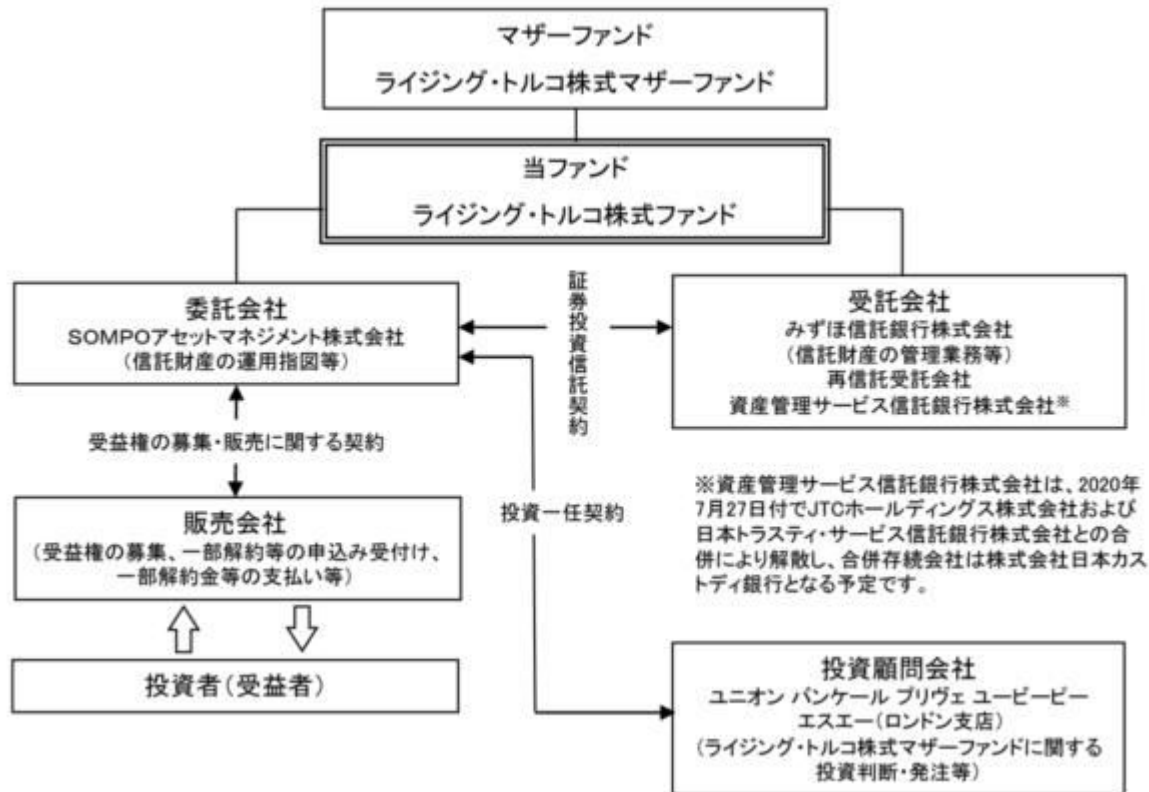 マザーファンド
ライジング・トルコ株式マザーファンド
当ファンド
ライジング・トルコ株式ファンド
委託会社
SOMPOアセットマネジメント株式会社
(信託財産の運用指図等)
証券投資信託契約
受託会社
みずほ信託銀行株式会社
(信託財産の管理業務等)
再信託受託会社
資産管理サービス信託銀行株式会社※
受益権の募集・販売に関する契約
販売会社
(受益権の募集、一部解約等の申込み受付け、
一部解約金等の支払い等)
投資一任契約
※資産管理サービス信託銀行株式会社は、2020年
7月27日付でJTCホールディングス株式会社および
日本トラスティ・サービス信託銀行株式会社との合
併により解散し、合併存続会社は株式会社日本カス
トディ銀行となる予定です。
投資者(受益者)
投資顧問会社
ユニオン バンケール プリヴェ ユービーピー
エスエー(ロンドン支店)
(ライジング・トルコ株式マザーファンドに関する
投資判断・発注等)